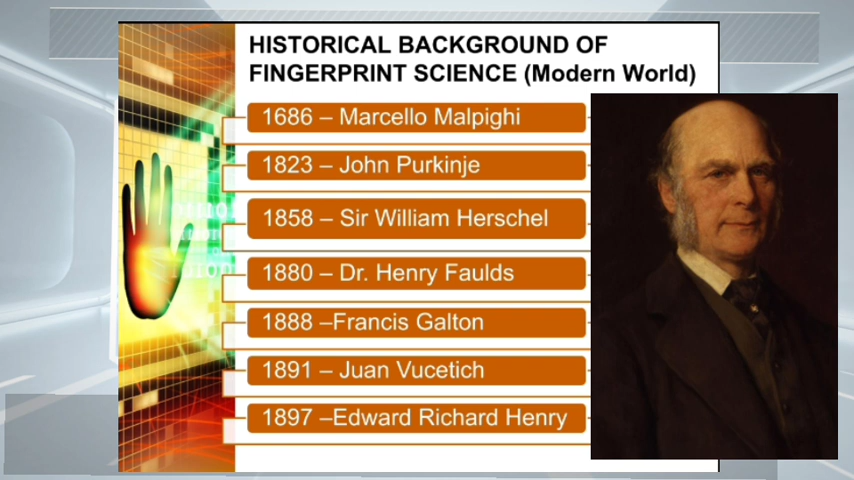 HISTORICAL BACKGROUND OF
FINGERPRINT SCIENCE (Modern World)
1686 – Marcello Malpighi
1823 – John Purkinje
1858 – Sir William Herschel
1880 – Dr. Henry Faulds
1888 –Francis Galton
1891 – Juan Vucetich
1897 –Edward Richard Henry